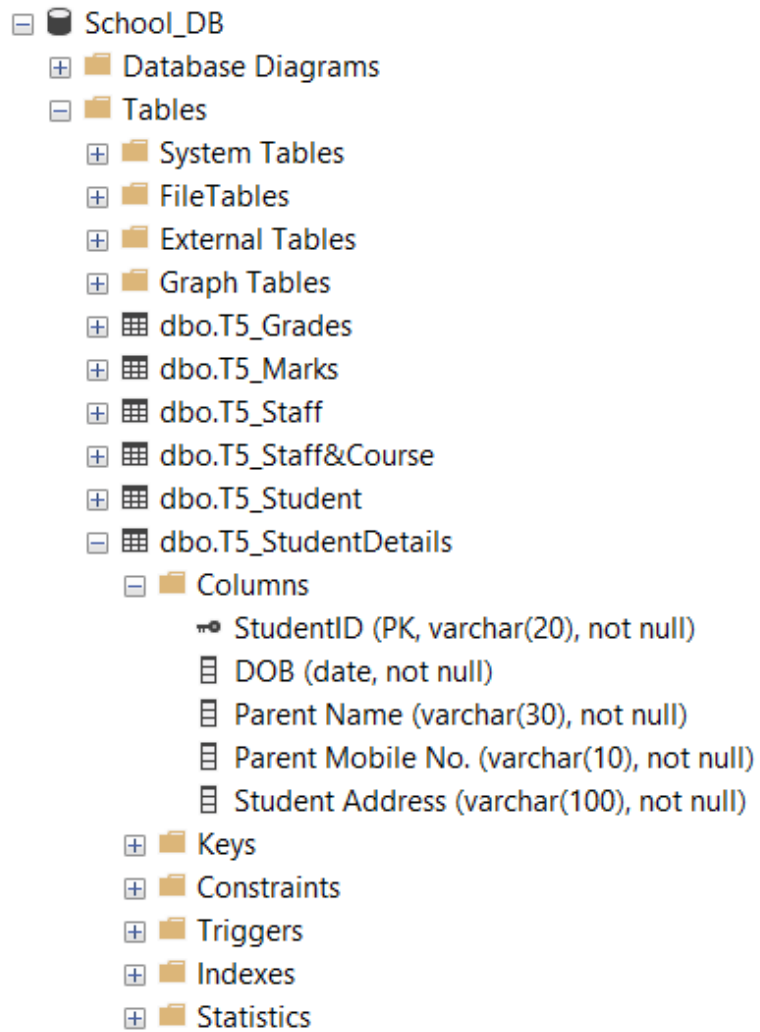 School_DB
Database Diagrams
Tables
System Tables
FileTables
External Tables
Graph Tables
dbo.T5_Grades
dbo.T5_Marks
dbo.T5_Staff
dbo.T5_Staff&Course
dbo.T5_Student
dbo.T5_StudentDetails
Columns
StudentID (PK, varchar(20), not null)
DOB (date, not null)
Parent Name (varchar(30), not null)
Parent Mobile No. (varchar(10), not null)
Student Address (varchar(100), not null)
Keys
Constraints
Triggers
Indexes
Statistics